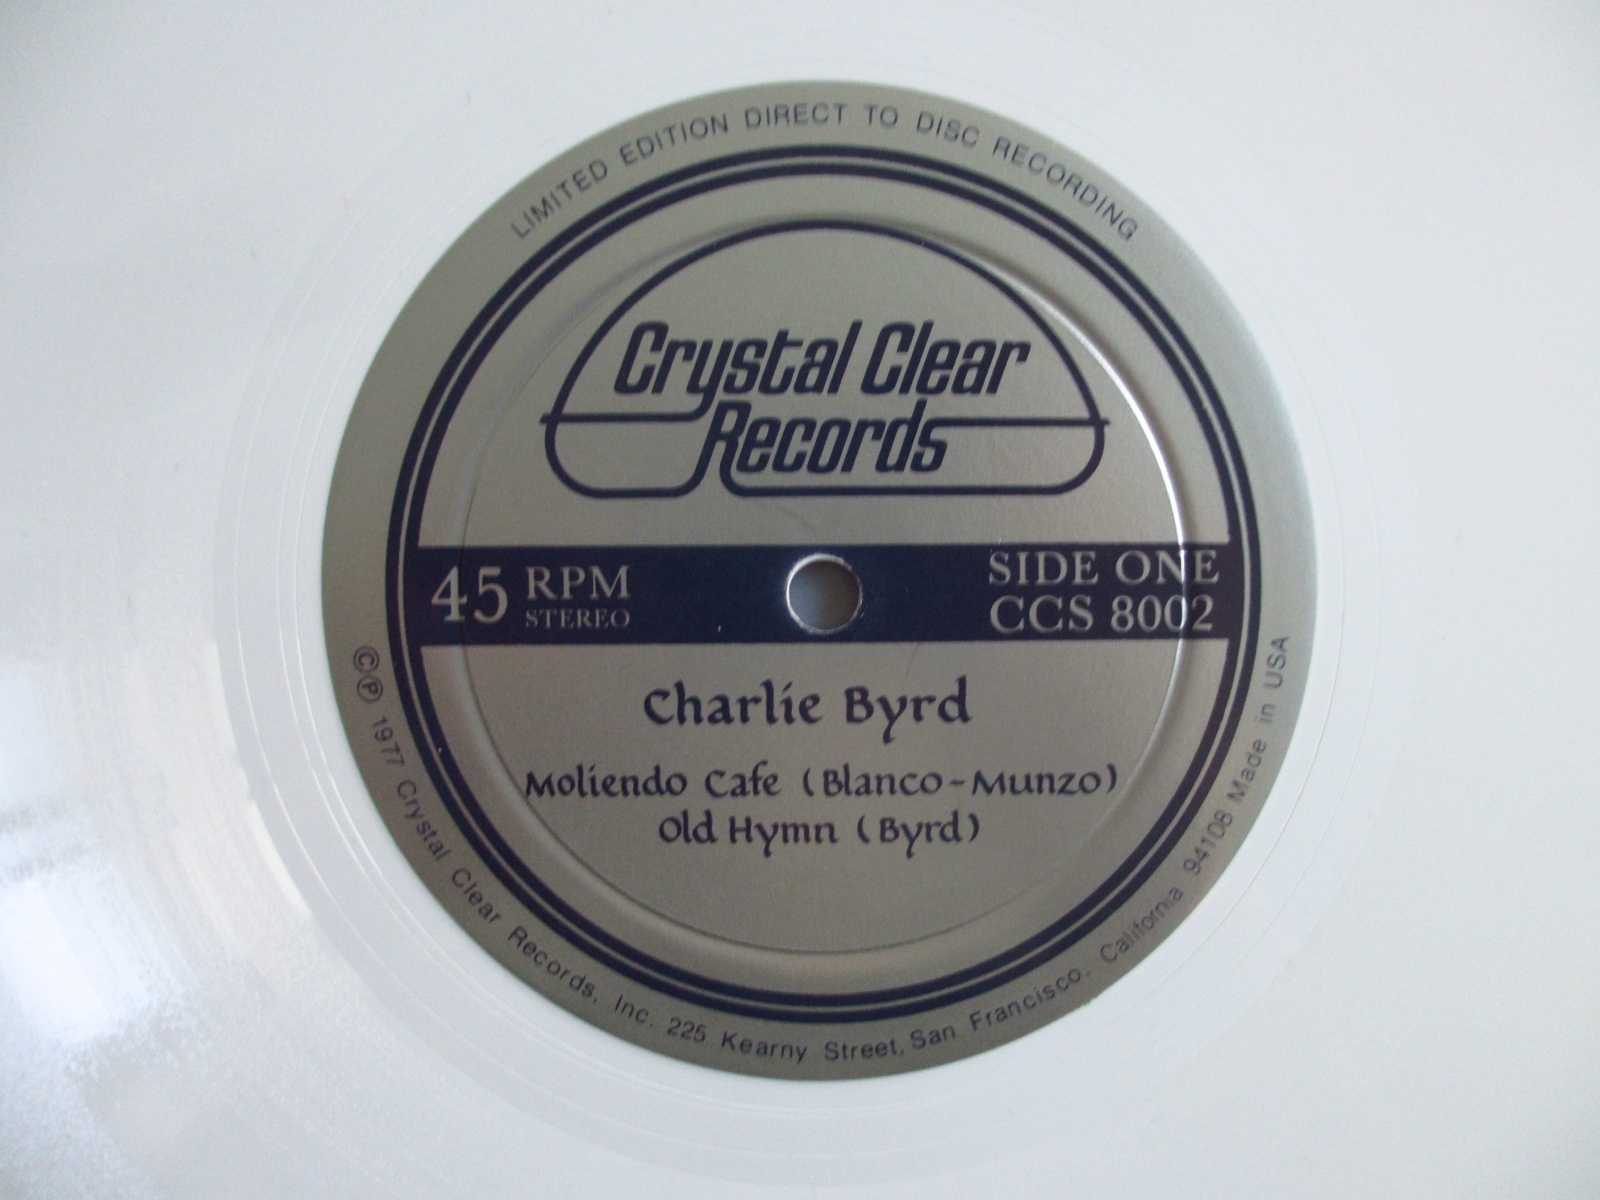 LIMITED EDITION DIRECT TO DISC RECORDING
Crystal Clear
Records
45 RPM
STEREO
SIDE ONE
CCS 8002
Charlie Byrd
Moliendo Cafe (Blanco-Munzo)
Old Hymn (Byrd)
©℗ 1977 Crystal Clear Records, Inc. 225 Kearny Street, San Francisco, California 94108 Made in USA